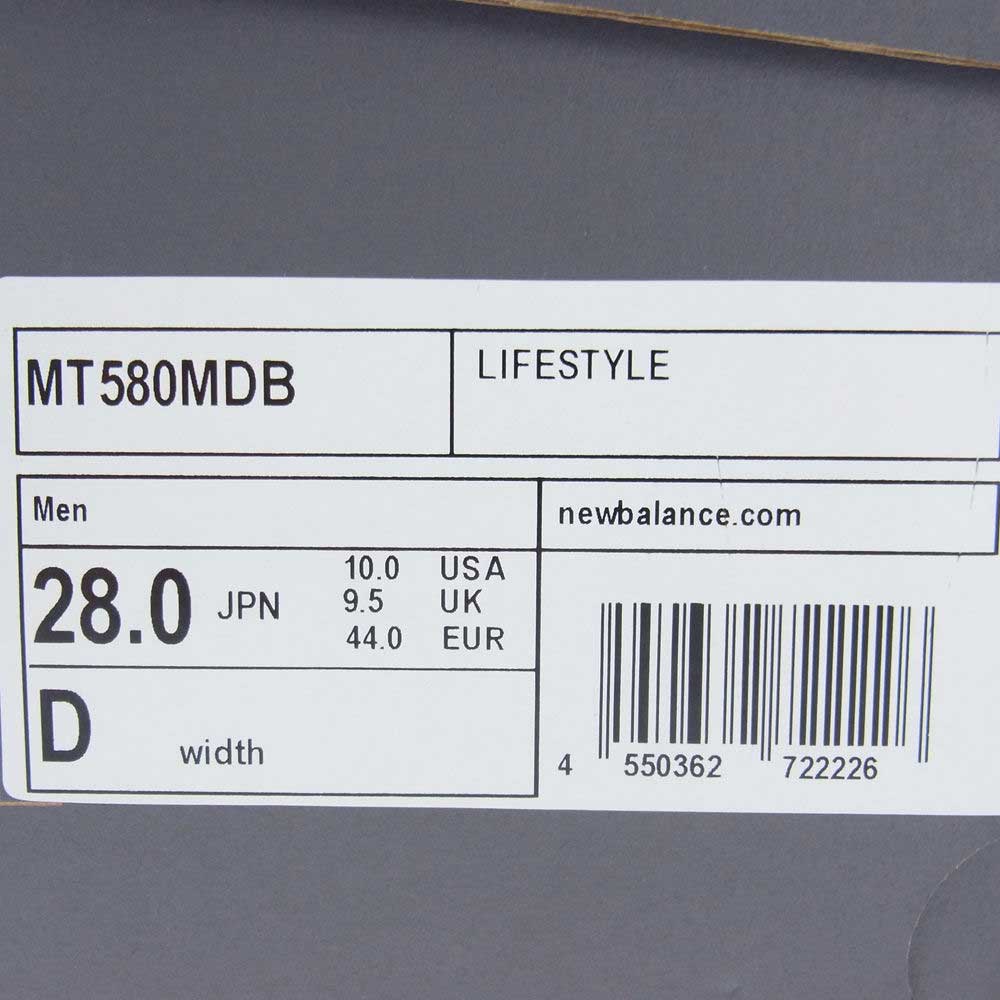 MT580MDB
LIFESTYLE
Men
newbalance.com
28.0 JPN
10.0 USA
9.5 UK
44.0 EUR
D width
4 550362 722226